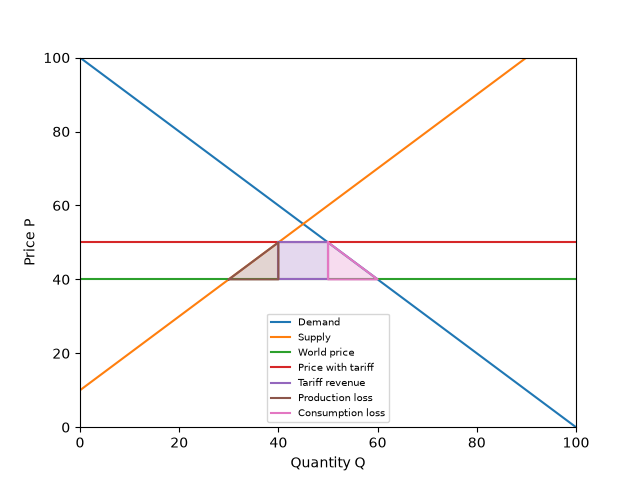 100
80
60
40
20
0
Price P
0 20 40 60 80 100
Quantity Q
Demand
Supply
World price
Price with tariff
Tariff revenue
Production loss
Consumption loss